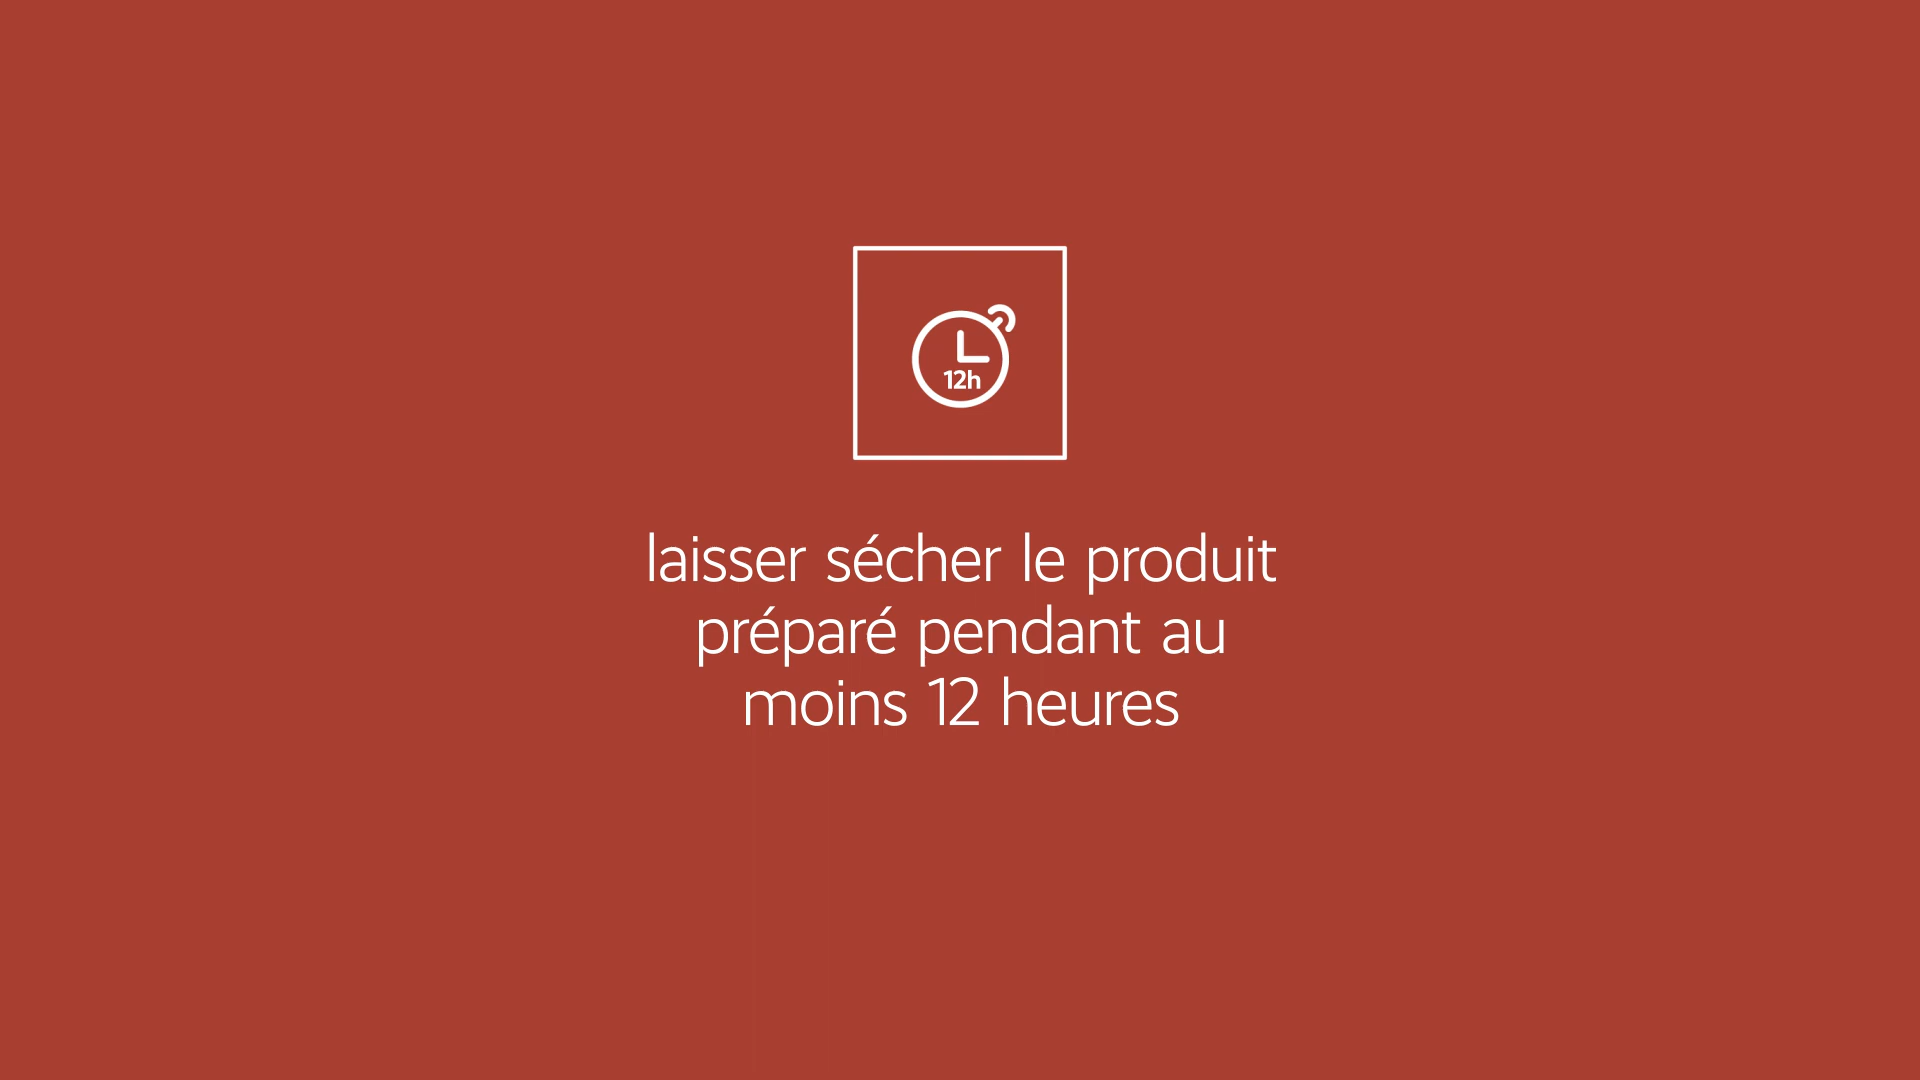 12h
laisser sécher le produit
préparé pendant au
moins 12 heures